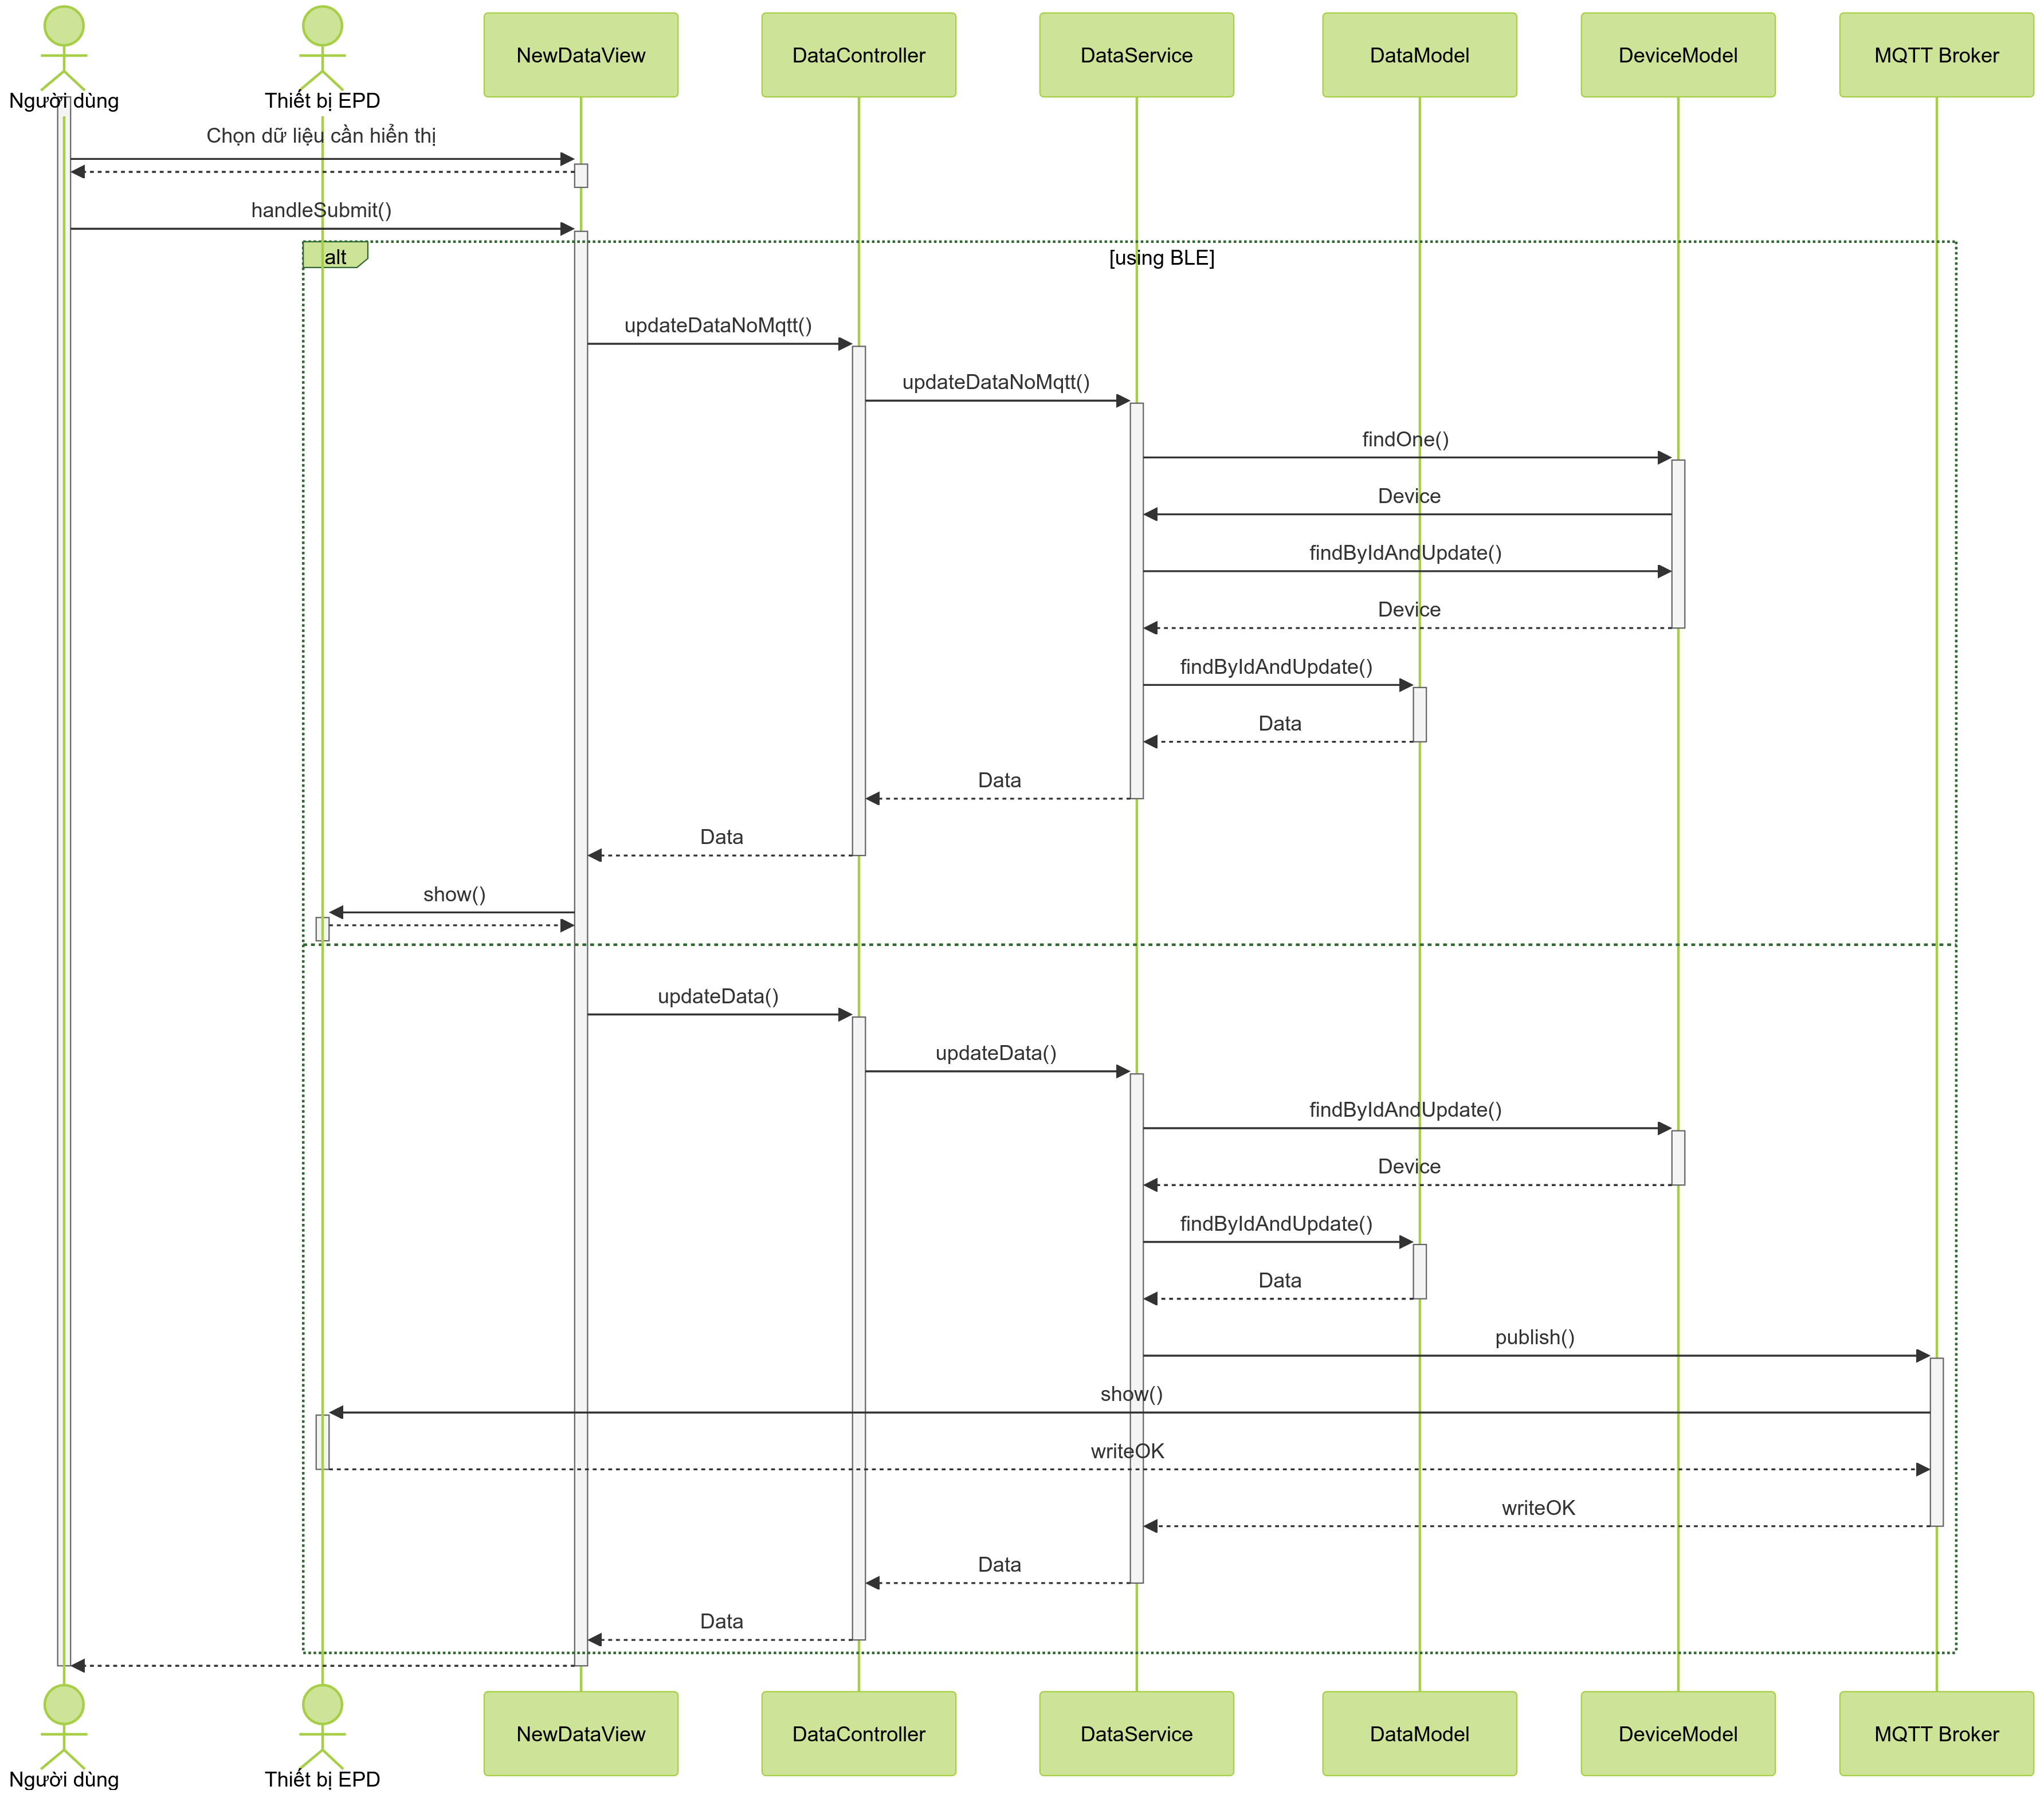 Người dùng
Thiết bị EPD
NewDataView
DataController
DataService
DataModel
DeviceModel
MQTT Broker
Chọn dữ liệu cần hiển thị
handleSubmit()
alt
[using BLE]
updateDataNoMqtt()
updateDataNoMqtt()
findOne()
Device
findByIdAndUpdate()
Device
findByIdAndUpdate()
Data
Data
Data
show()
updateData()
updateData()
findByIdAndUpdate()
Device
findByIdAndUpdate()
Data
publish()
show()
writeOK
writeOK
Data
Data
Người dùng
Thiết bị EPD
NewDataView
DataController
DataService
DataModel
DeviceModel
MQTT Broker